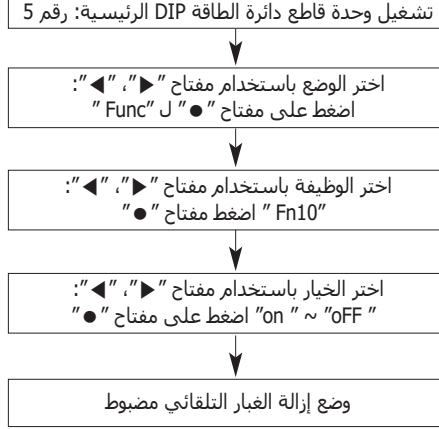 تشغيل وحدة قاطع دائرة الطاقة DIP الرئيسية: رقم 5
اختر الوضع باستخدام مفتاح "▶"، "◀":
اضغط على مفتاح "●" ل "Func "
اختر الوظيفة باستخدام مفتاح "▶"، "◀":
"Fn10 " اضغط مفتاح "●"
اختر الخيار باستخدام مفتاح "▶"، "◀":
" oFF" ~ " on" اضغط على مفتاح "●"
وضع إزالة الغبار التلقائي مضبوط